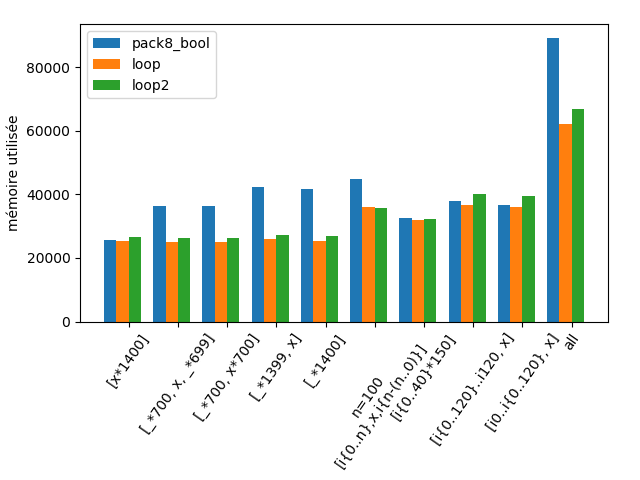 pack8_bool
loop
loop2
mémoire utilisée
80000
60000
40000
20000
0
[x*1400]
[_*700, x, _*699]
[_*700, x*700]
[_*1399, x]
[_*1400]
n=100
[i{0..n},x,i{n-(n..0)}]
[i{0..40}*150]
[i{0..120}..i120, x]
[i0..i{0..120}, x]
all